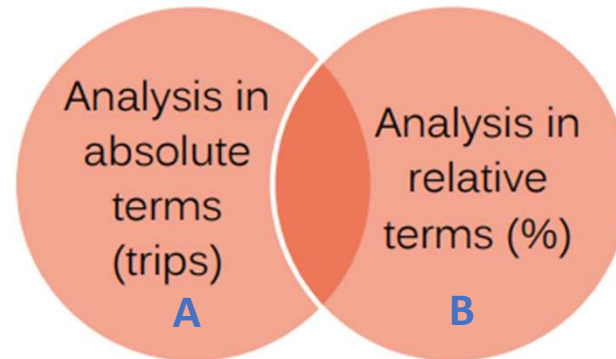 Analysis in
absolute
terms
(trips)
A
Analysis in
relative
terms (%)
B